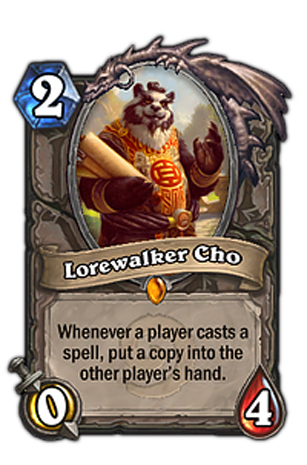 2
Lorewalker Cho
Whenever a player casts a
spell, put a copy into the
other player's hand.
0
4